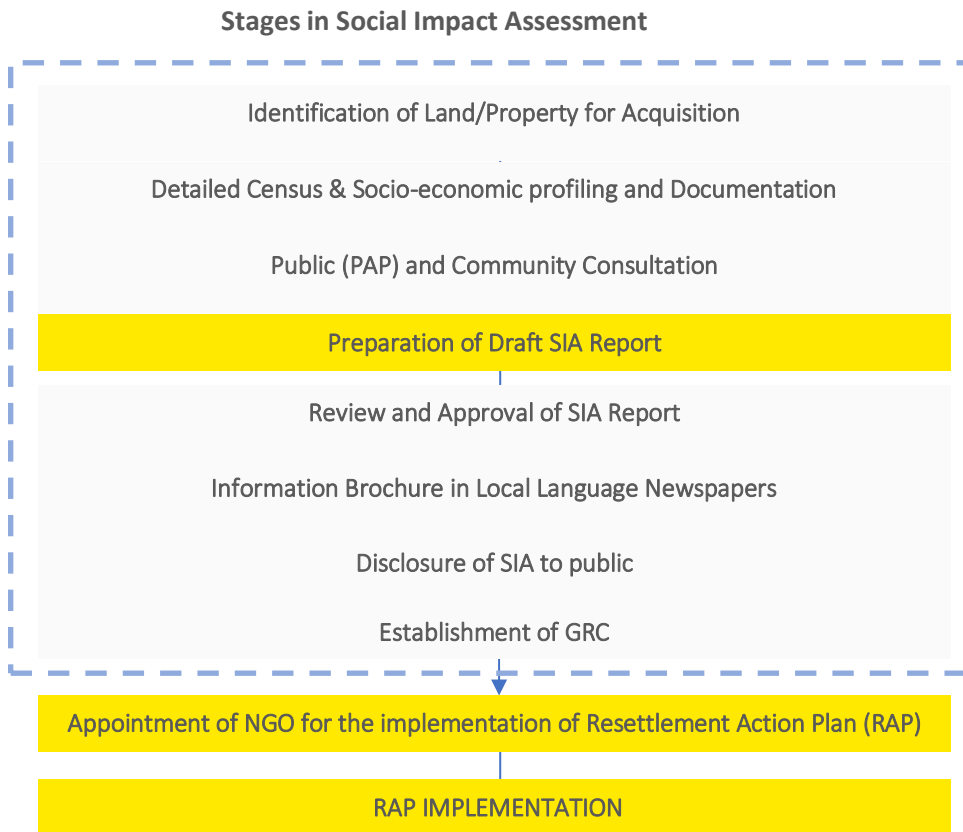 Stages in Social Impact Assessment
Identification of Land/Property for Acquisition
Detailed Census & Socio-economic profiling and Documentation
Public (PAP) and Community Consultation
Preparation of Draft SIA Report
Review and Approval of SIA Report
Information Brochure in Local Language Newspapers
Disclosure of SIA to public
Establishment of GRC
Appointment of NGO for the implementation of Resettlement Action Plan (RAP)
RAP IMPLEMENTATION